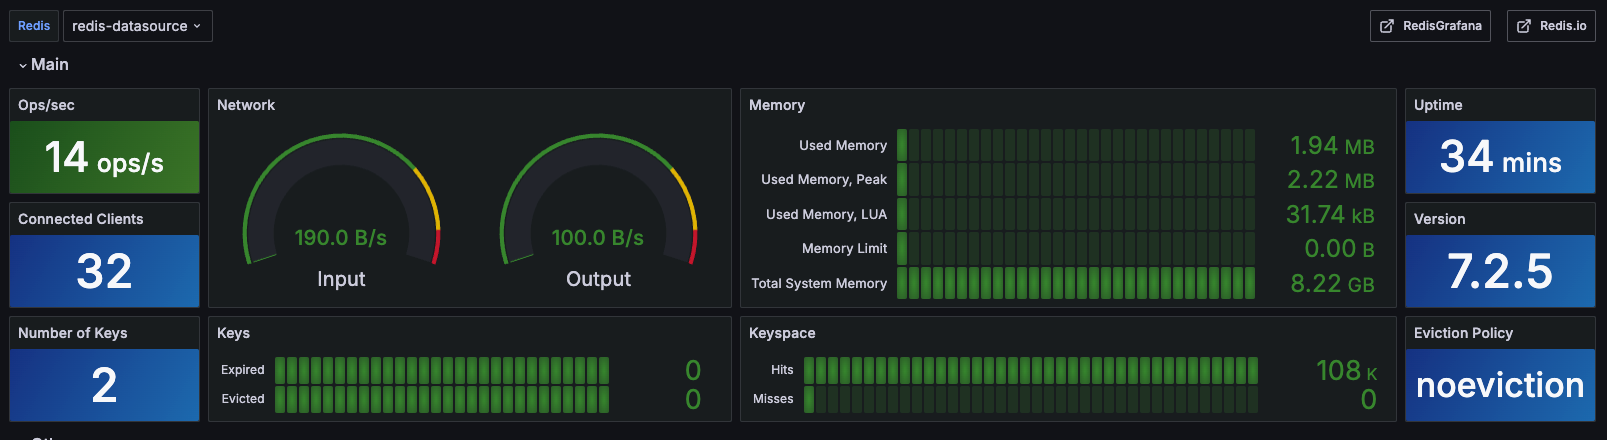 Redis redis-datasource RedisGrafana Redis.io
Main
Ops/sec
14 ops/s
Connected Clients
32
Number of Keys
2
Network
190.0 B/s
Input
100.0 B/s
Output
Keys
Expired 0
Evicted 0
Memory
Used Memory 1.94 MB
Used Memory, Peak 2.22 MB
Used Memory, LUA 31.74 kB
Memory Limit 0.00 B
Total System Memory 8.22 GB
Keyspace
Hits 108 K
Misses 0
Uptime
34 mins
Version
7.2.5
Eviction Policy
noeviction